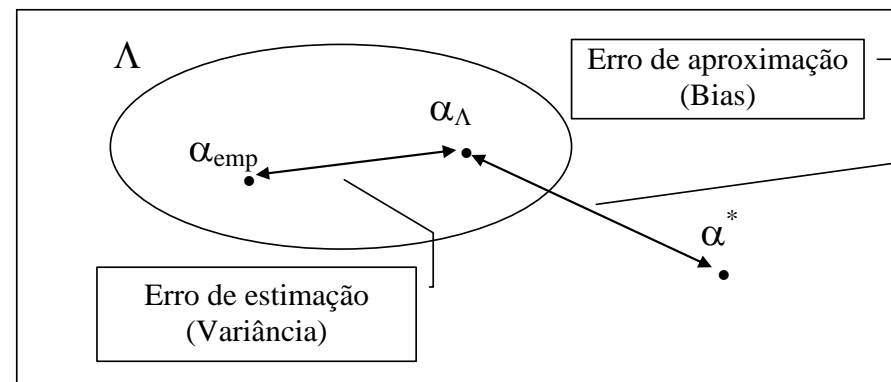 Λ
Erro de aproximação
(Bias)
α_Λ
α_emp
α^*
Erro de estimação
(Variância)